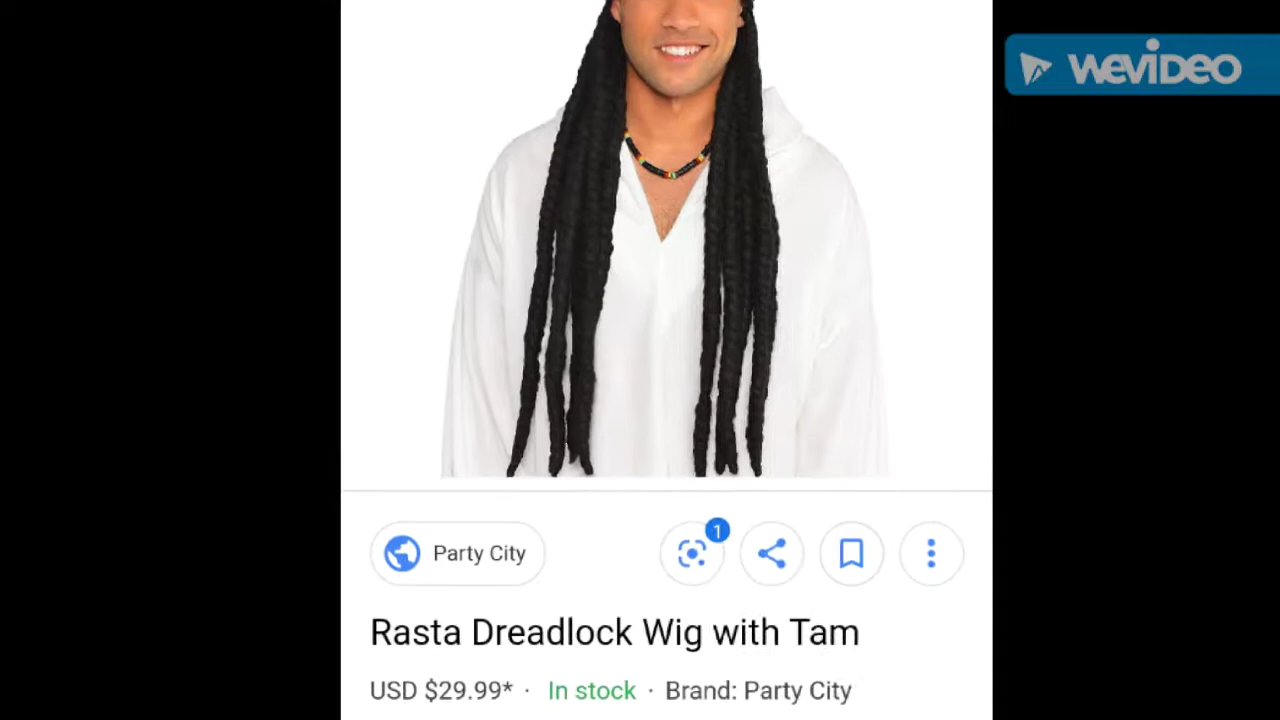 WEVIDEO
1
Party City
Rasta Dreadlock Wig with Tam
USD $29.99* · In stock · Brand: Party City